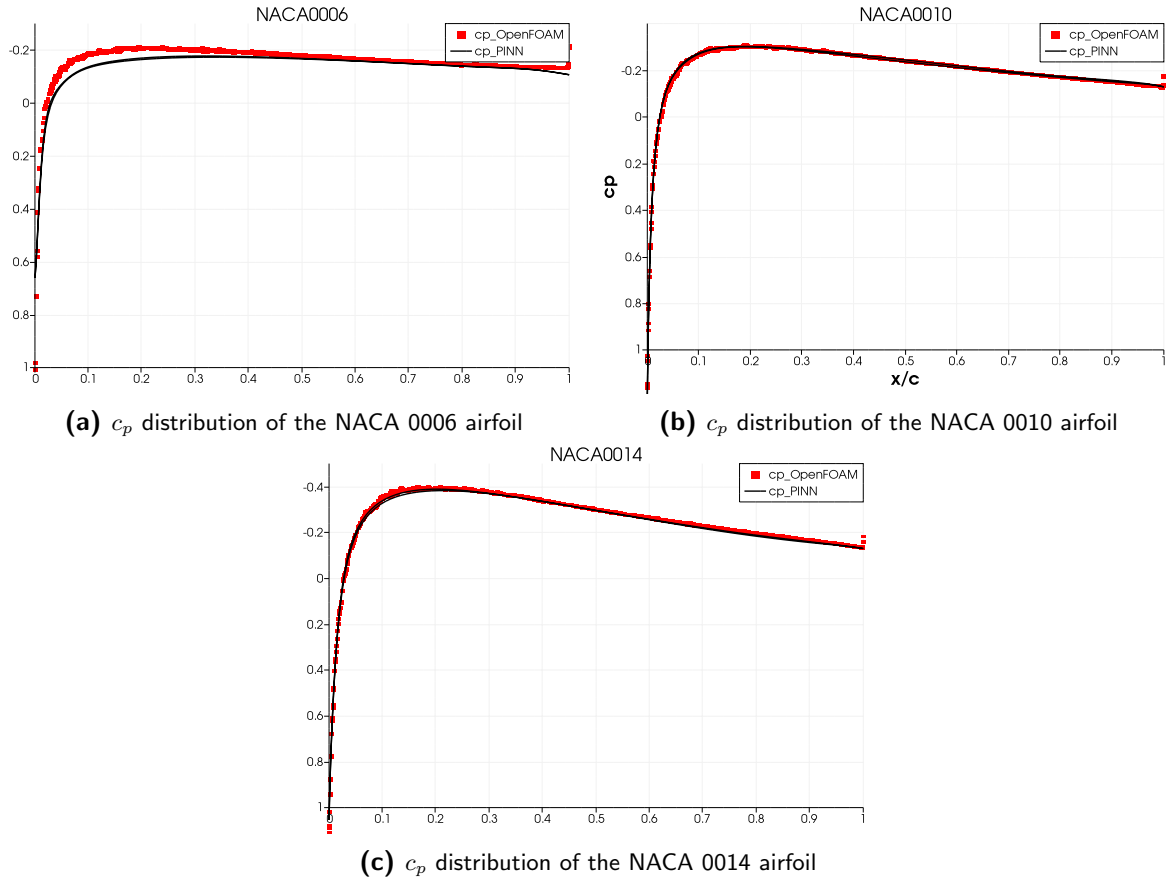 NACA0006
cp_OpenFOAM
cp_PINN
-0.2
0
0.2
0.4
0.6
0.8
1
0 0.1 0.2 0.3 0.4 0.5 0.6 0.7 0.8 0.9 1
(a) cp distribution of the NACA 0006 airfoil
NACA0010
cp_OpenFOAM
cp_PINN
-0.2
0
0.2
0.4
0.6
0.8
1
cp
0 0.1 0.2 0.3 0.4 0.5 0.6 0.7 0.8 0.9 1
x/c
(b) cp distribution of the NACA 0010 airfoil
NACA0014
cp_OpenFOAM
cp_PINN
-0.4
-0.2
0
0.2
0.4
0.6
0.8
1
0 0.1 0.2 0.3 0.4 0.5 0.6 0.7 0.8 0.9 1
(c) cp distribution of the NACA 0014 airfoil